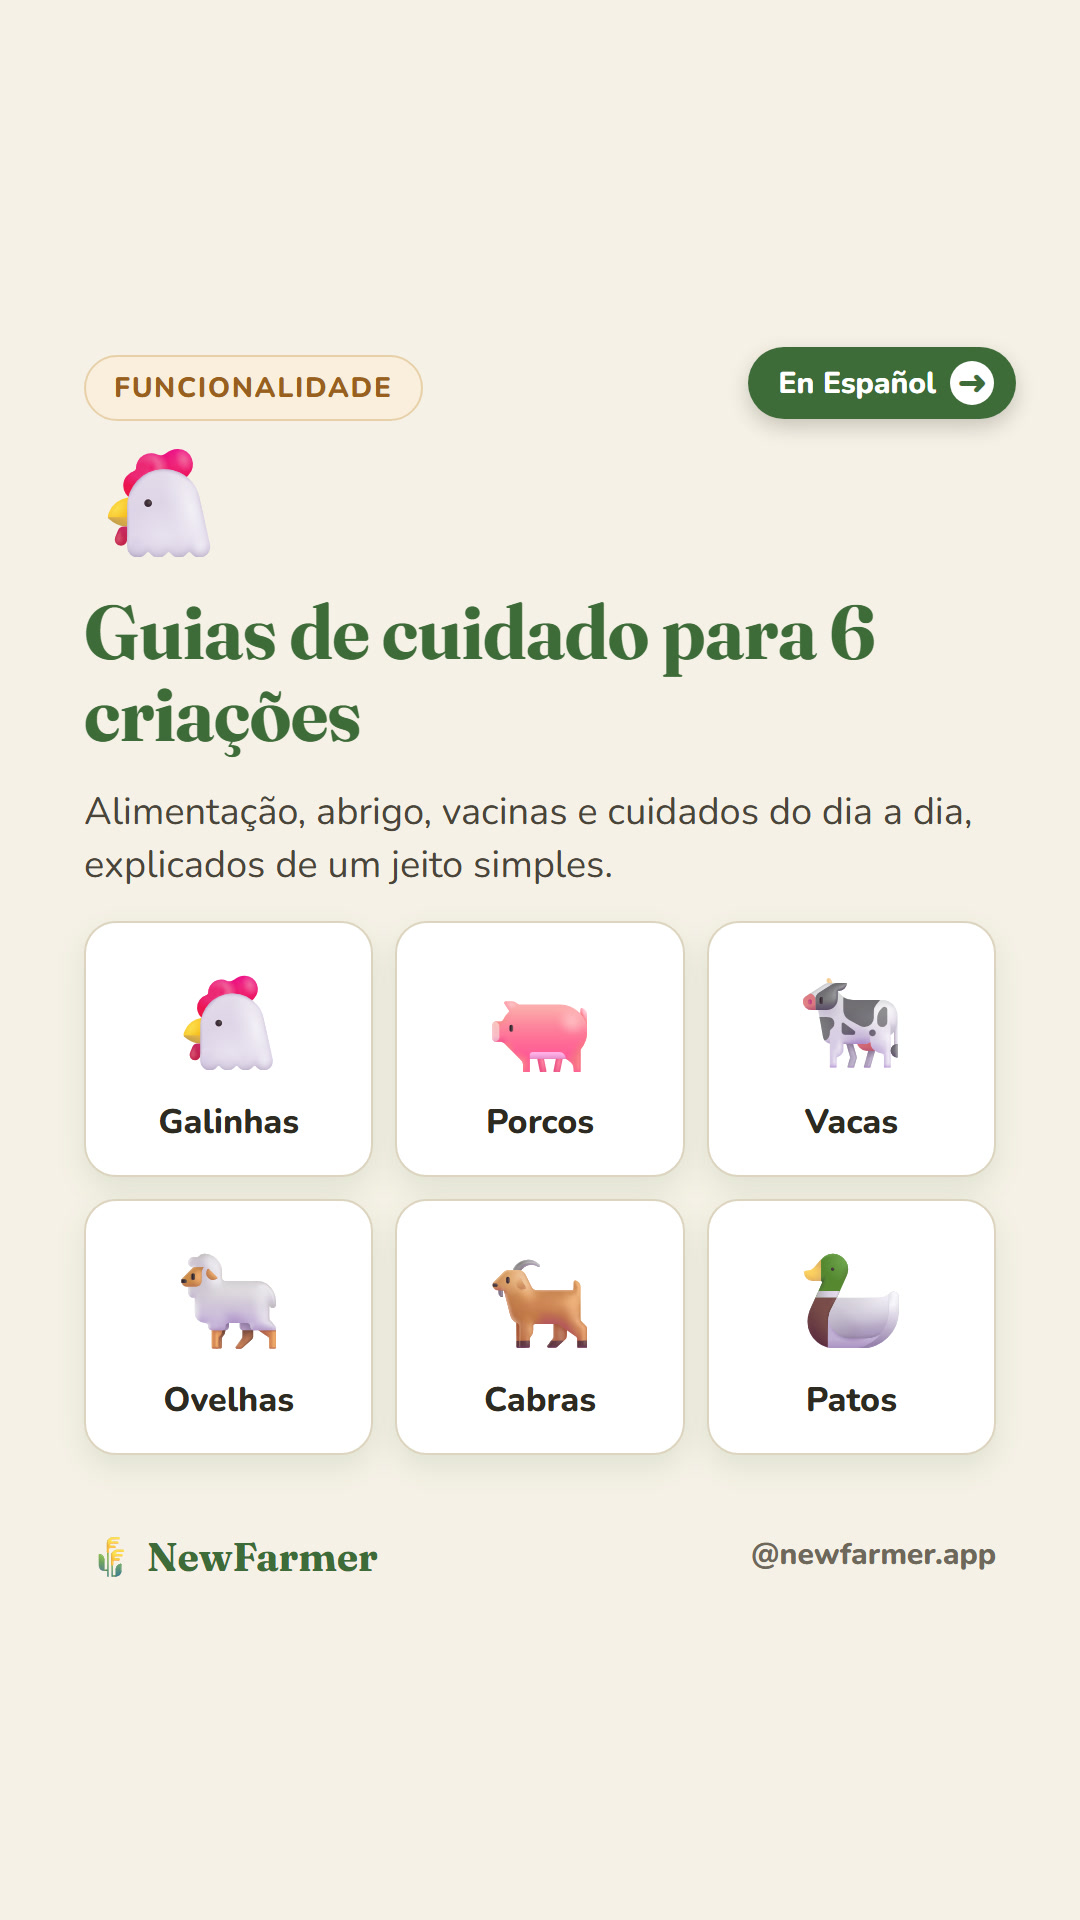 FUNCIONALIDADE
En Español
Guias de cuidado para 6
criações
Alimentação, abrigo, vacinas e cuidados do dia a dia,
explicados de um jeito simples.
Galinhas
Porcos
Vacas
Ovelhas
Cabras
Patos
NewFarmer
@newfarmer.app